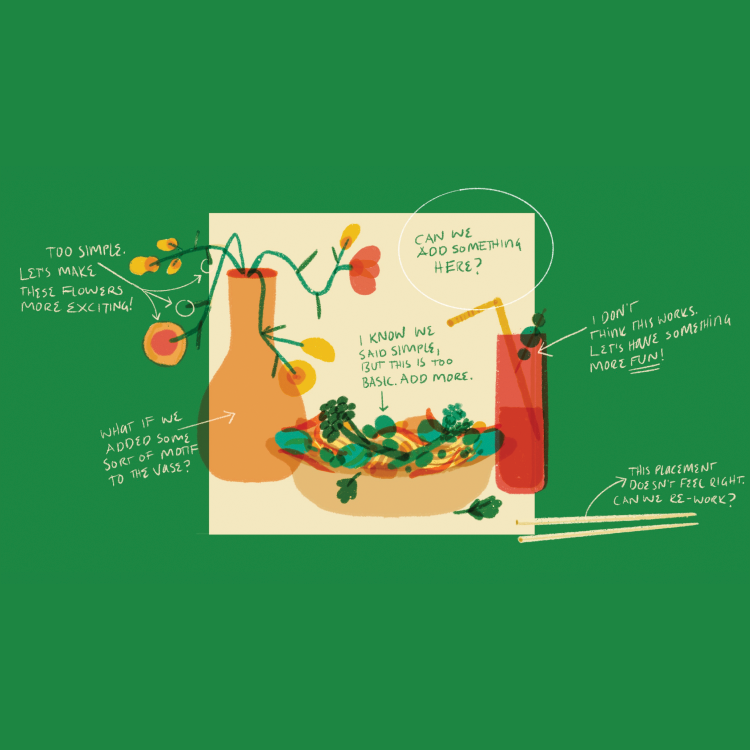 TOO SIMPLE.
LET'S MAKE
THESE FLOWERS
MORE EXCITING!
CAN WE
ADD SOMETHING
HERE?
I KNOW WE
SAID SIMPLE,
BUT THIS IS TOO
BASIC. ADD MORE.
I DON'T
THINK THIS WORKS.
LET'S HAVE SOMETHING
MORE FUN!
WHAT IF WE
ADDED SOME
SORT OF MOTIF
TO THE VASE?
THIS PLACEMENT
DOESN'T FEEL RIGHT.
CAN WE RE-WORK?